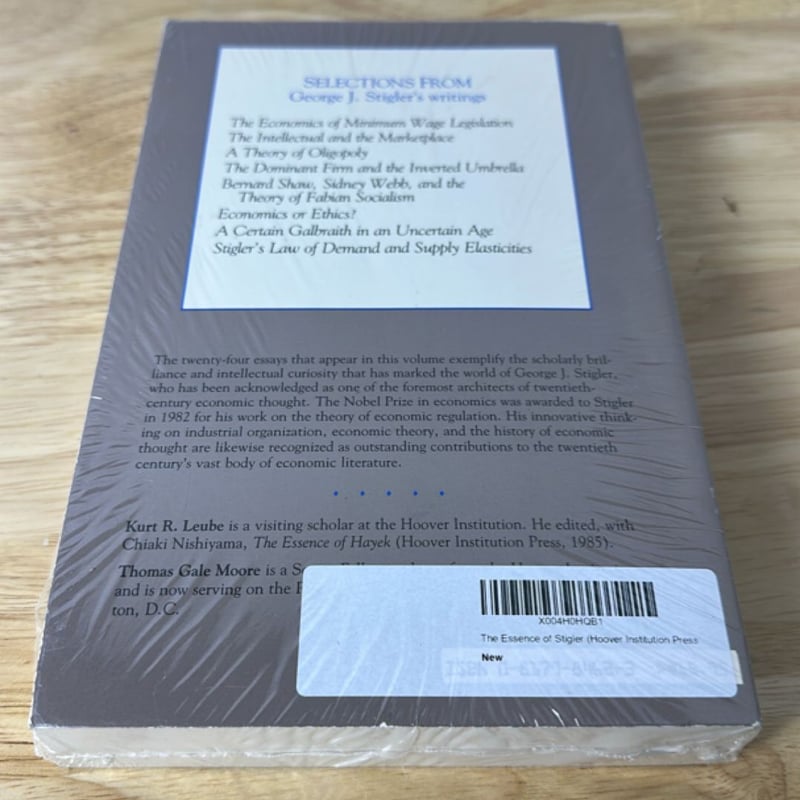 SELECTIONS FROM
George J. Stigler's writings
The Economics of Minimum Wage Legislation
The Intellectual and the Marketplace
A Theory of Oligopoly
The Dominant Firm and the Inverted Umbrella
Bernard Shaw, Sidney Webb, and the
Theory of Fabian Socialism
Economics or Ethics?
A Certain Galbraith in an Uncertain Age
Stigler's Law of Demand and Supply Elasticities
The twenty-four essays that appear in this volume exemplify the scholarly bril-
liance and intellectual curiosity that has marked the world of George J. Stigler,
who has been acknowledged as one of the foremost architects of twentieth-
century economic thought. The Nobel Prize in economics was awarded to Stigler
in 1982 for his work on the theory of economic regulation. His innovative think-
ing on industrial organization, economic theory, and the history of economic
thought are likewise recognized as outstanding contributions to the twentieth
century's vast body of economic literature.
Kurt R. Leube is a visiting scholar at the Hoover Institution. He edited, with
Chiaki Nishiyama, The Essence of Hayek (Hoover Institution Press, 1985).
Thomas Gale Moore is a
and is now serving on the
ton, D.C.
X004H0HQB1
The Essence of Stigler (Hoover Institution Press
New